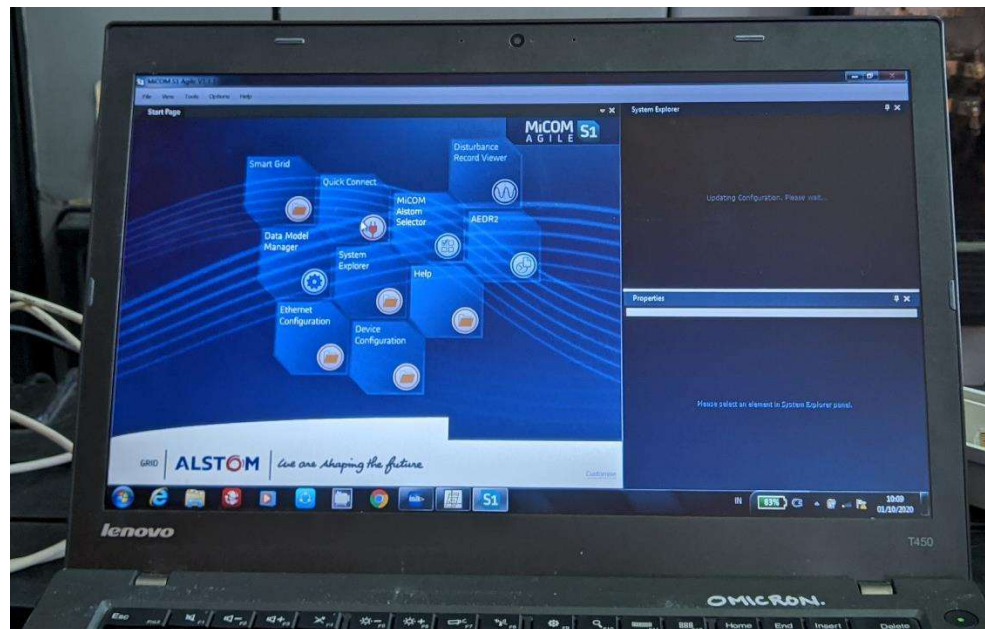 MiCOM S1 Agile
File View Tools Options Help
Start Page
System Explorer
MiCOM
AGILE S1
Disturbance
Record Viewer
Smart Grid
Quick Connect
MiCOM
Alstom
Selector
AEDR2
Updating Configuration. Please wait...
Data Model
Manager
System
Explorer
Help
Properties
Ethernet
Configuration
Device
Configuration
Please select an element in System Explorer panel.
GRID ALSTOM we are shaping the future
Customise
S1
IN 83% 10:09
01/10/2020
lenovo
T450
OMICRON.
Esc
Home End Insert Delete